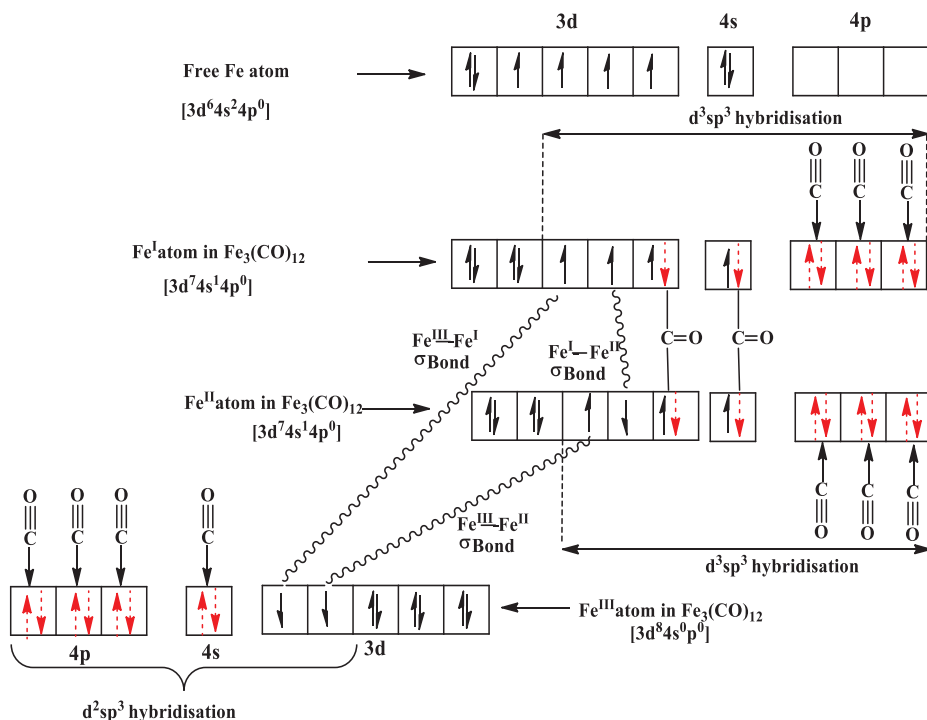 3d 4s 4p
Free Fe atom
[3d⁶4s²4p⁰]
d³sp³ hybridisation
O O O
C C C
Feᴵatom in Fe₃(CO)₁₂
[3d⁷4s¹4p⁰]
Feᴵᴵᴵ—Feᴵ
σBond
Feᴵ—Feᴵᴵ
σBond
C=O C=O
Feᴵᴵatom in Fe₃(CO)₁₂
[3d⁷4s¹4p⁰]
O O O O
C C C C
Feᴵᴵᴵ—Feᴵᴵ
σBond
C C C
O O O
d³sp³ hybridisation
Feᴵᴵᴵatom in Fe₃(CO)₁₂
[3d⁸4s⁰p⁰]
4p 4s 3d
d²sp³ hybridisation